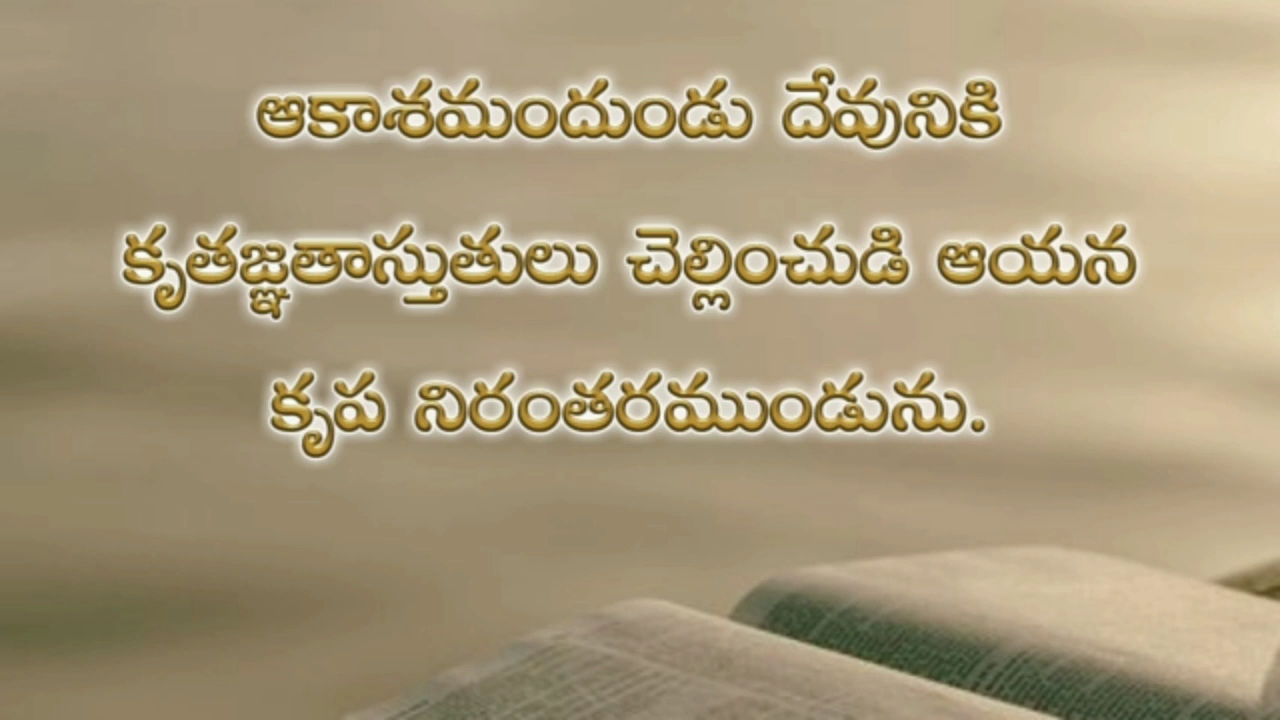 ఆకాశమందుండు దేవునికి
కృతజ్ఞతాస్తుతులు చెల్లించుడి ఆయన
కృప నిరంతరముండును.